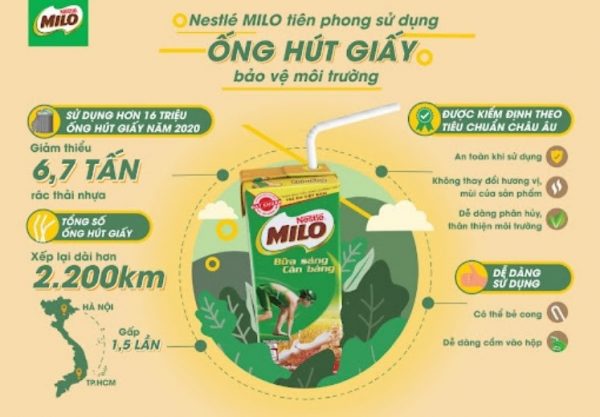 Nestlé
MILO
Nestlé MILO tiên phong sử dụng
ỐNG HÚT GIẤY
bảo vệ môi trường
SỬ DỤNG HƠN 16 TRIỆU
ỐNG HÚT GIẤY NĂM 2020
Giảm thiểu
6,7 TẤN
rác thải nhựa
TỔNG SỐ
ỐNG HÚT GIẤY
Xếp lại dài hơn
2.200km
HÀ NỘI
Gấp
1,5 LẦN
TP.HCM
Nestlé
MILO
Bữa sáng
Cân bằng
ĐƯỢC KIỂM ĐỊNH THEO
TIÊU CHUẨN CHÂU ÂU
An toàn khi sử dụng
Không thay đổi hương vị,
mùi của sản phẩm
Dễ dàng phân hủy,
thân thiện môi trường
DỄ DÀNG
SỬ DỤNG
Có thể bẻ cong
Dễ dàng cắm vào hộp